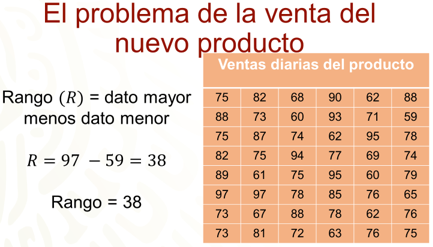 El problema de la venta del
nuevo producto
Rango (𝑅) = dato mayor
menos dato menor
𝑅 = 97 − 59 = 38
Rango = 38
Ventas diarias del producto
75 82 68 90 62 88
88 73 60 93 71 59
75 87 74 62 95 78
82 75 94 77 69 74
89 61 75 95 60 79
97 97 78 85 76 65
73 67 88 78 62 76
73 81 72 63 76 75